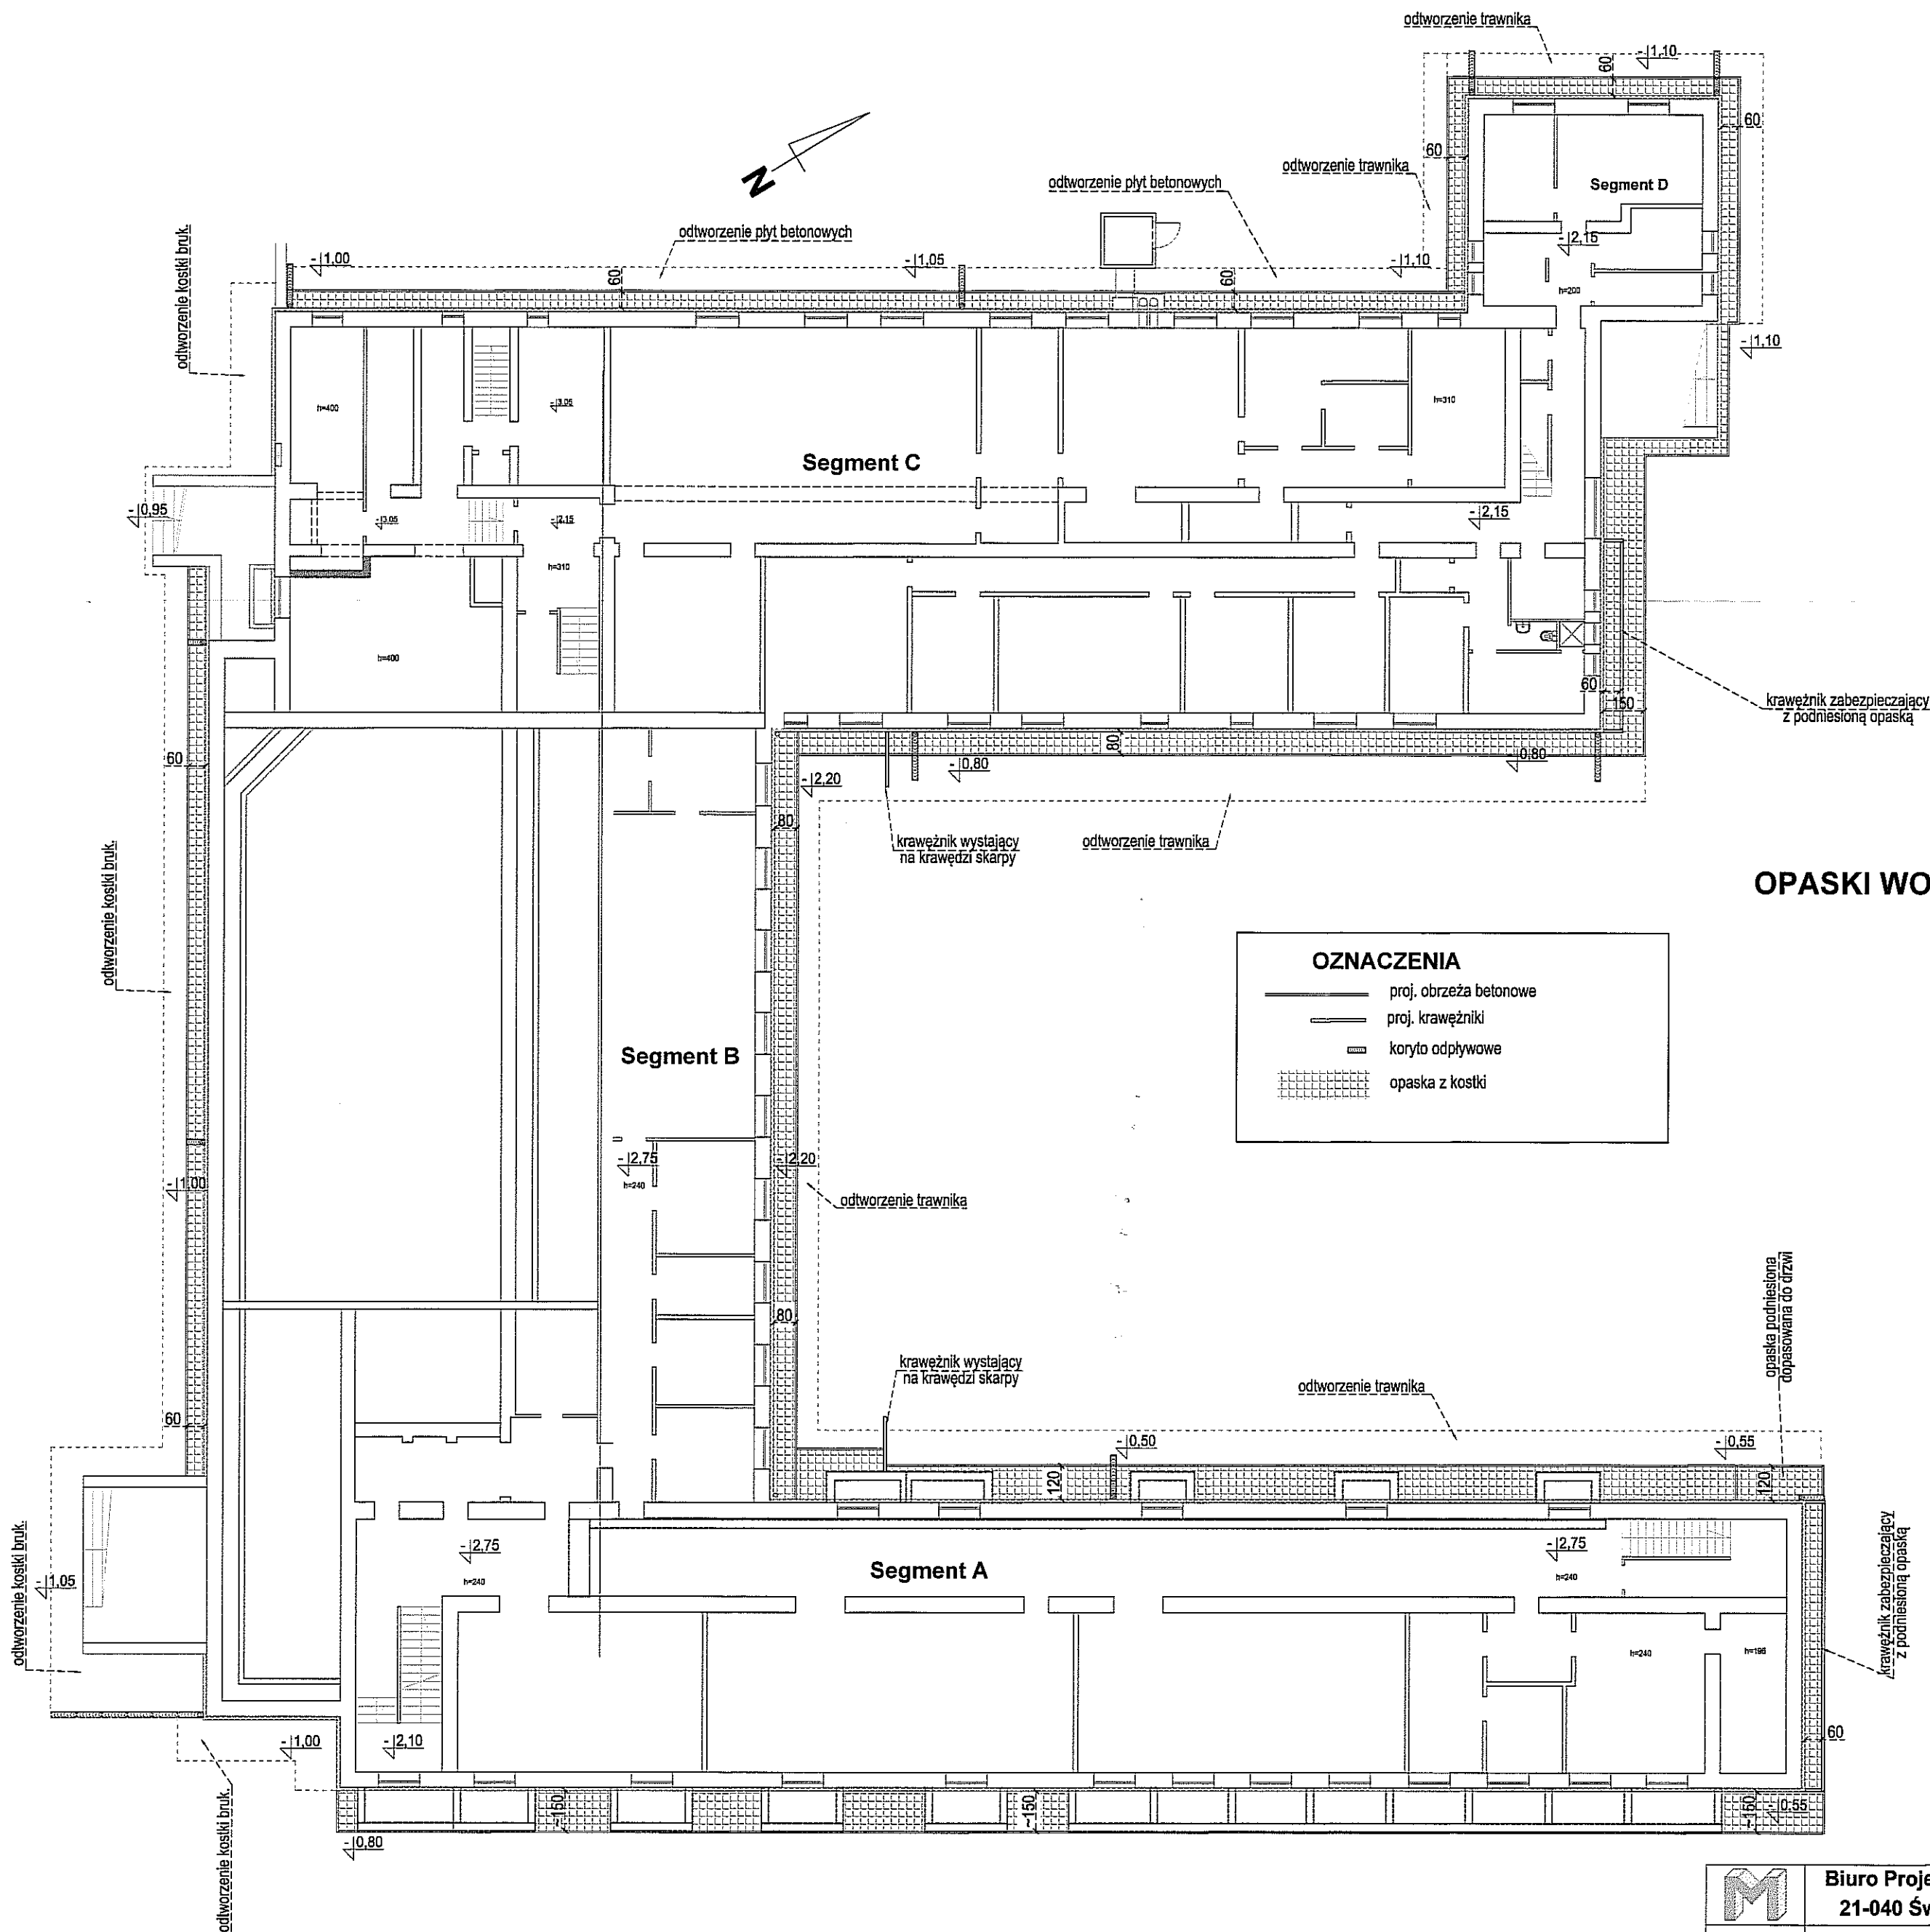 odtworzenie trawnika
- 1,10
60
60
60
odtworzenie trawnika
Segment D
odtworzenie płyt betonowych
N
odtworzenie płyt betonowych
odtworzenie kostki bruk.
- 1,00
60
- 1,05
60
- 1,10
- 2,15
h=200
- 1,10
h=400
- 3,05
h=310
Segment C
- 0,95
- 3,05
- 2,15
- 2,15
h=310
h=400
60
150
krawężnik zabezpieczający
z podniesioną opaską
60
80
- 2,20
- 0,80
- 0,80
80
krawężnik wystający
na krawędzi skarpy
odtworzenie trawnika
odtworzenie kostki bruk.
OPASKI WO
OZNACZENIA
proj. obrzeża betonowe
proj. krawężniki
koryto odpływowe
opaska z kostki
Segment B
- 2,75
h=240
- 2,20
- 1,00
odtworzenie trawnika
80
opaska podniesiona
dopasowana do drzwi
krawężnik wystający
na krawędzi skarpy
odtworzenie trawnika
60
- 0,50
- 0,55
120
120
odtworzenie kostki bruk.
- 1,05
- 2,75
h=240
Segment A
- 2,75
h=240
krawężnik zabezpieczający
z podniesioną opaską
h=240
h=196
- 1,00
- 2,10
60
odtworzenie kostki bruk.
~150
~150
~150
- 0,55
- 0,80
M
Biuro Proje
21-040 Św